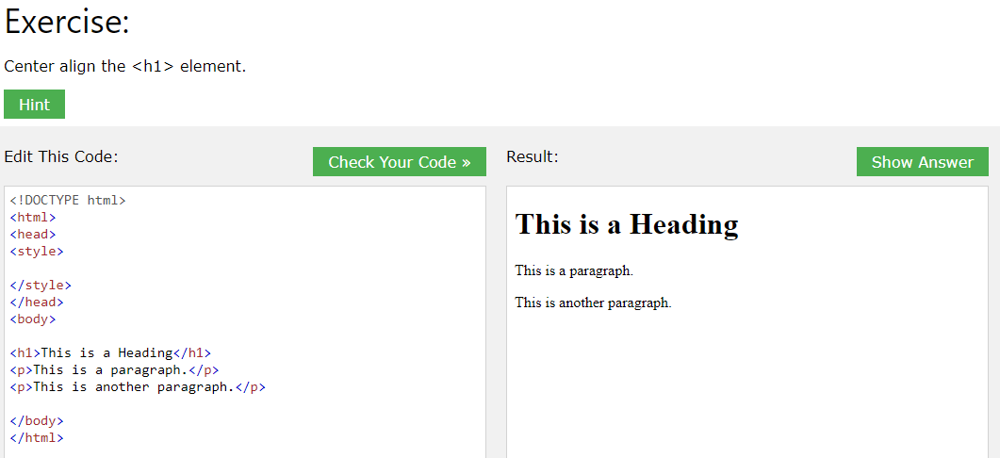 Exercise:
Center align the <h1> element.
Hint
Edit This Code:
Check Your Code »
<!DOCTYPE html>
<html>
<head>
<style>
</style>
</head>
<body>
<h1>This is a Heading</h1>
<p>This is a paragraph.</p>
<p>This is another paragraph.</p>
</body>
</html>
Result:
Show Answer
This is a Heading
This is a paragraph.
This is another paragraph.